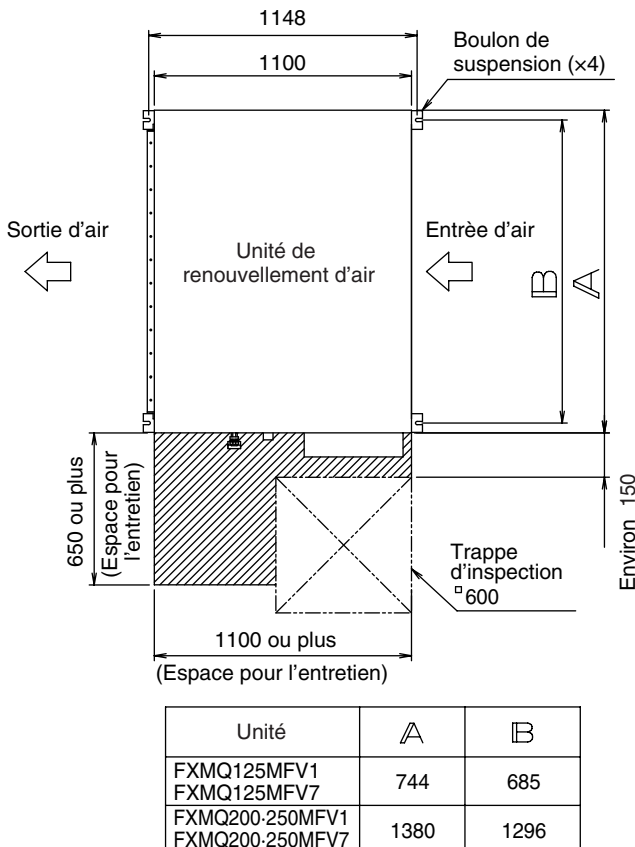 1148
1100
Boulon de
suspension (×4)
Sortie d'air
Unité de
renouvellement d'air
Entrèe d'air
B
A
650 ou plus
(Espace pour
l'entretien)
Environ 150
Trappe
d'inspection
□600
1100 ou plus
(Espace pour l'entretien)
Unité A B
FXMQ125MFV1
FXMQ125MFV7
744 685
FXMQ200·250MFV1
FXMQ200·250MFV7
1380 1296